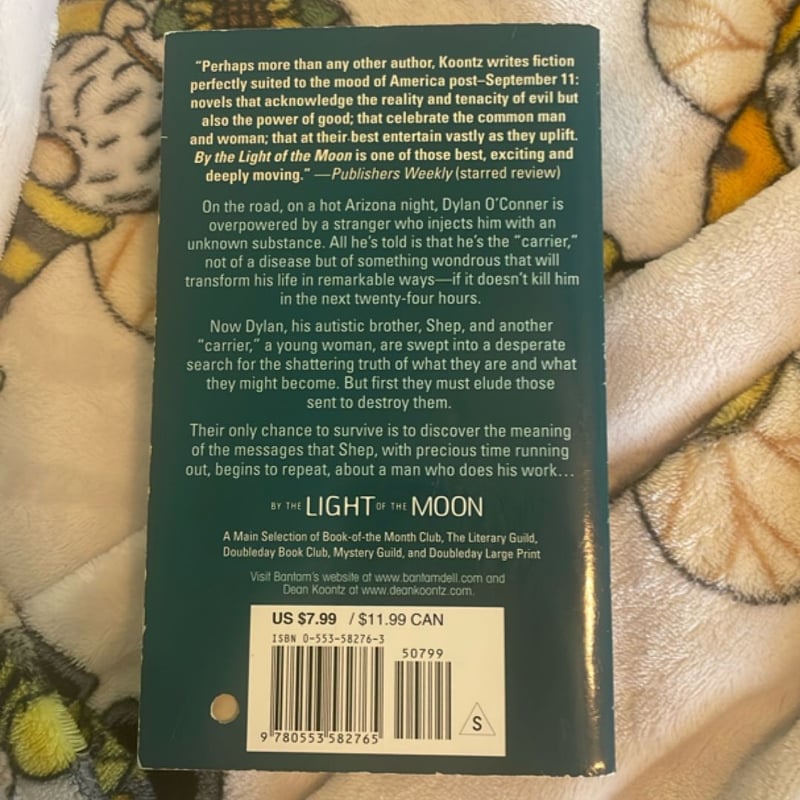 “Perhaps more than any other author, Koontz writes fiction
perfectly suited to the mood of America post–September 11:
novels that acknowledge the reality and tenacity of evil but
also the power of good; that celebrate the common man
and woman; that at their best entertain vastly as they uplift.
By the Light of the Moon is one of those best, exciting and
deeply moving.” —Publishers Weekly (starred review)
On the road, on a hot Arizona night, Dylan O’Conner is
overpowered by a stranger who injects him with an
unknown substance. All he’s told is that he’s the “carrier,”
not of a disease but of something wondrous that will
transform his life in remarkable ways—if it doesn’t kill him
in the next twenty-four hours.
Now Dylan, his autistic brother, Shep, and another
“carrier,” a young woman, are swept into a desperate
search for the shattering truth of what they are and what
they might become. But first they must elude those
sent to destroy them.
Their only chance to survive is to discover the meaning
of the messages that Shep, with precious time running
out, begins to repeat, about a man who does his work...
BY THE LIGHT OF THE MOON
A Main Selection of Book-of-the Month Club, The Literary Guild,
Doubleday Book Club, Mystery Guild, and Doubleday Large Print
Visit Bantam’s website at www.bantamdell.com and
Dean Koontz at www.deankoontz.com.
US $7.99 / $11.99 CAN
ISBN 0-553-58276-3
50799
S
9 780553 582765